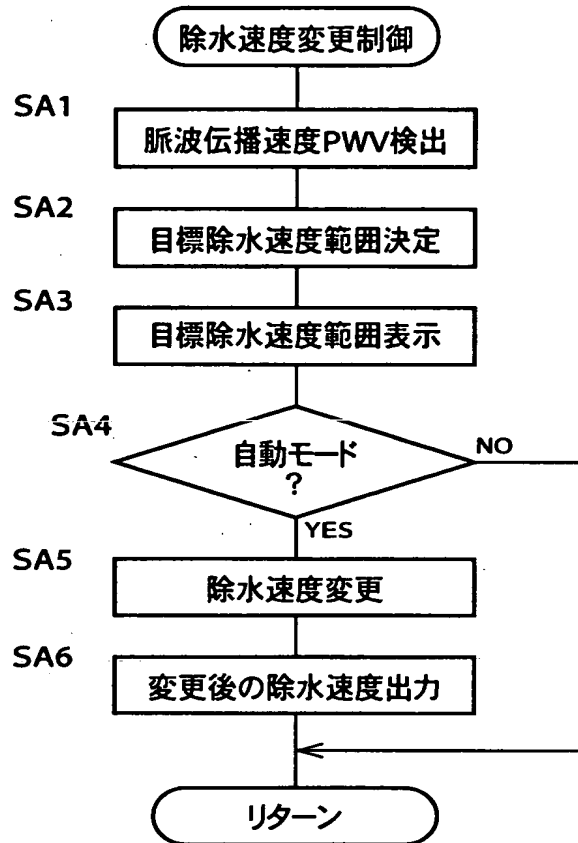 除水速度変更制御
SA1
脈波伝播速度PWV検出
SA2
目標除水速度範囲決定
SA3
目標除水速度範囲表示
SA4
自動モード
?
NO
YES
SA5
除水速度変更
SA6
変更後の除水速度出力
リターン